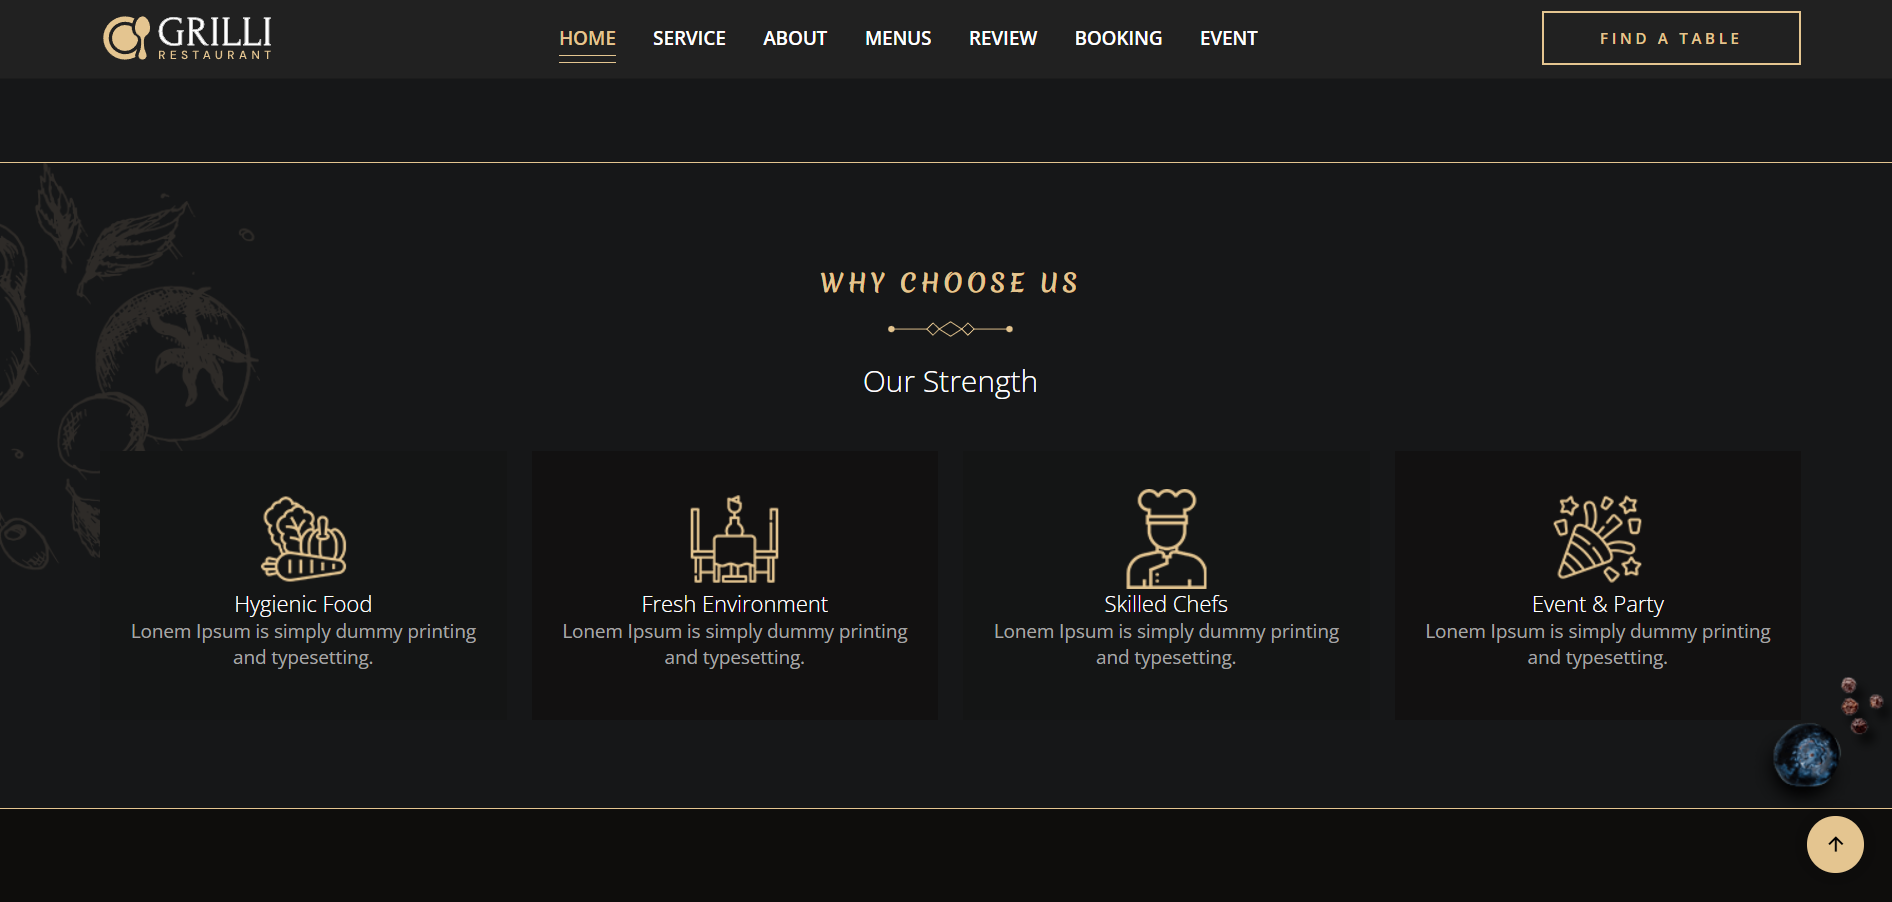 GRILLI
RESTAURANT
HOME SERVICE ABOUT MENUS REVIEW BOOKING EVENT
FIND A TABLE
WHY CHOOSE US
Our Strength
Hygienic Food
Lonem Ipsum is simply dummy printing
and typesetting.
Fresh Environment
Lonem Ipsum is simply dummy printing
and typesetting.
Skilled Chefs
Lonem Ipsum is simply dummy printing
and typesetting.
Event & Party
Lonem Ipsum is simply dummy printing
and typesetting.